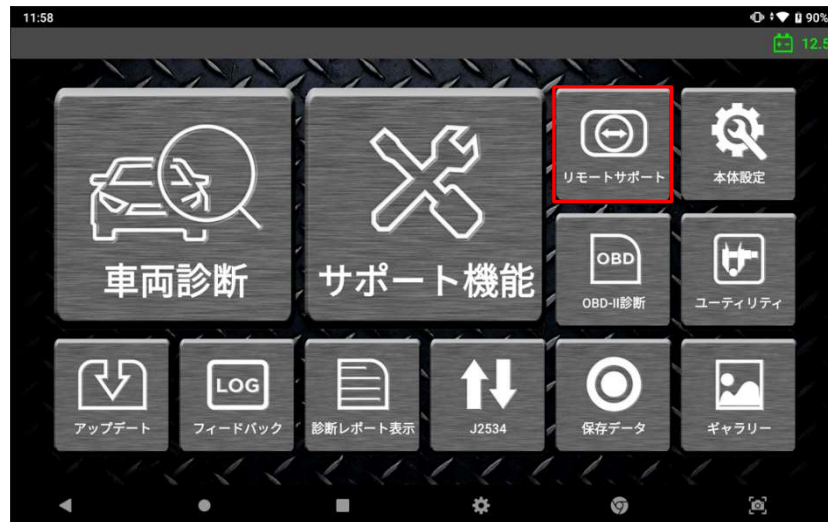 11:58
90%
12.5
車両診断
サポート機能
リモートサポート
本体設定
OBD
OBD-II診断
ユーティリティ
アップデート
LOG
フィードバック
診断レポート表示
J2534
保存データ
ギャラリー